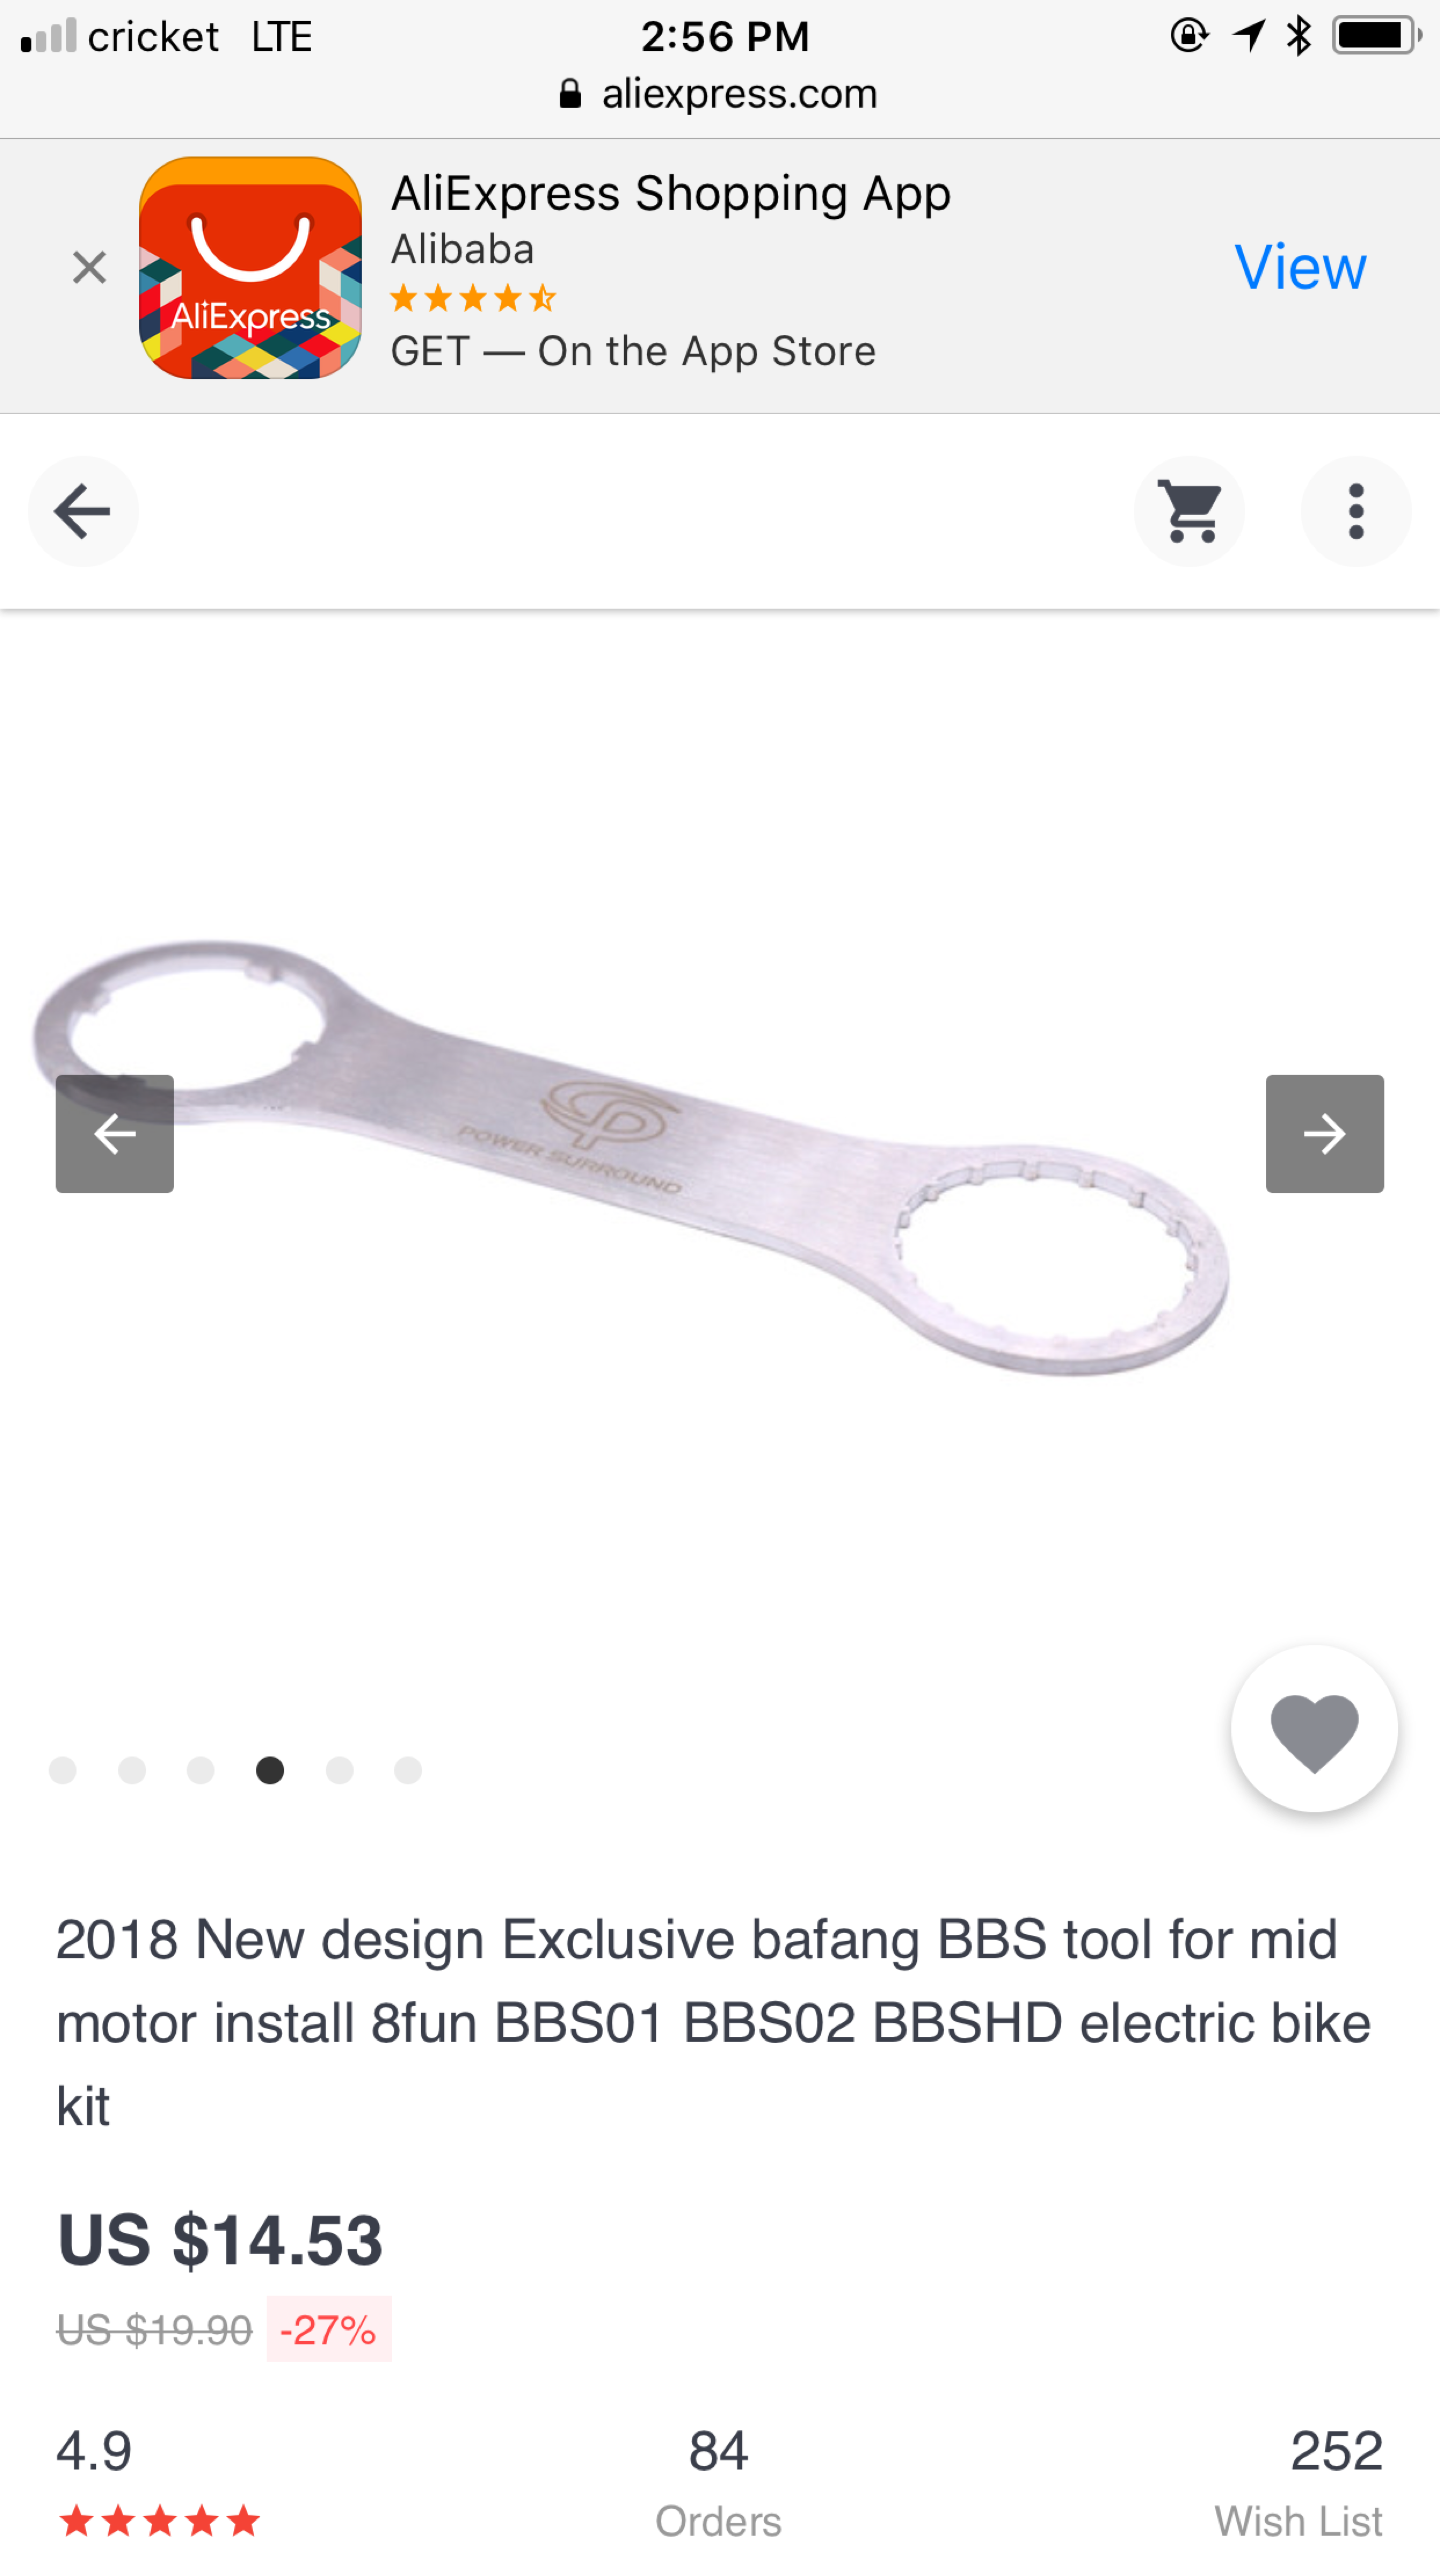 cricket LTE 2:56 PM
aliexpress.com
AliExpress Shopping App
Alibaba
AliExpress
GET — On the App Store
View
POWER SURROUND
2018 New design Exclusive bafang BBS tool for mid
motor install 8fun BBS01 BBS02 BBSHD electric bike
kit
US $14.53
US $19.90 -27%
4.9 84 252
Orders Wish List